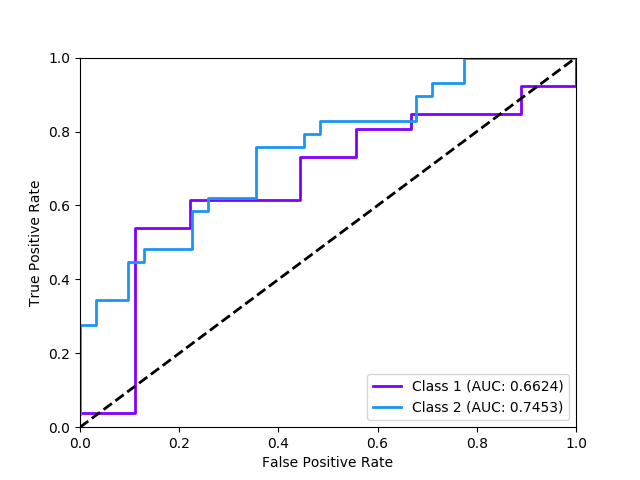 1.0
0.8
0.6
0.4
0.2
0.0
True Positive Rate
0.0 0.2 0.4 0.6 0.8 1.0
False Positive Rate
Class 1 (AUC: 0.6624)
Class 2 (AUC: 0.7453)